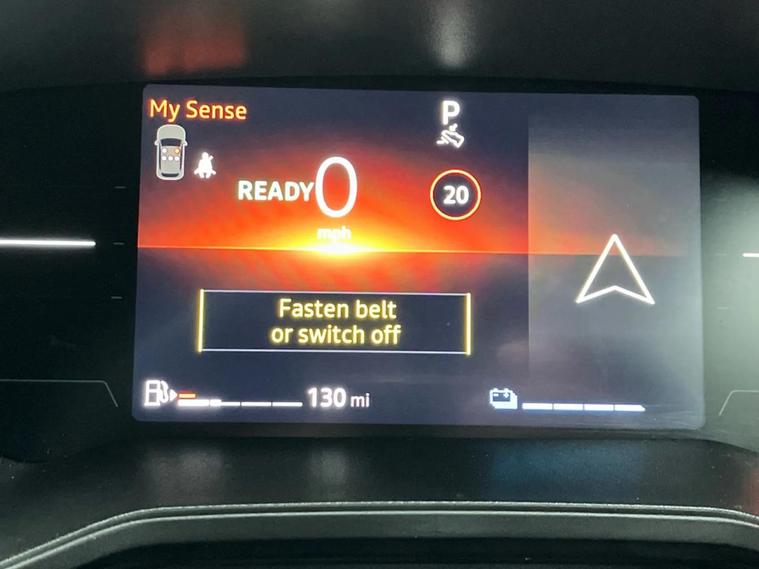 My Sense
P
READY 0
20
mph
Fasten belt
or switch off
130 mi